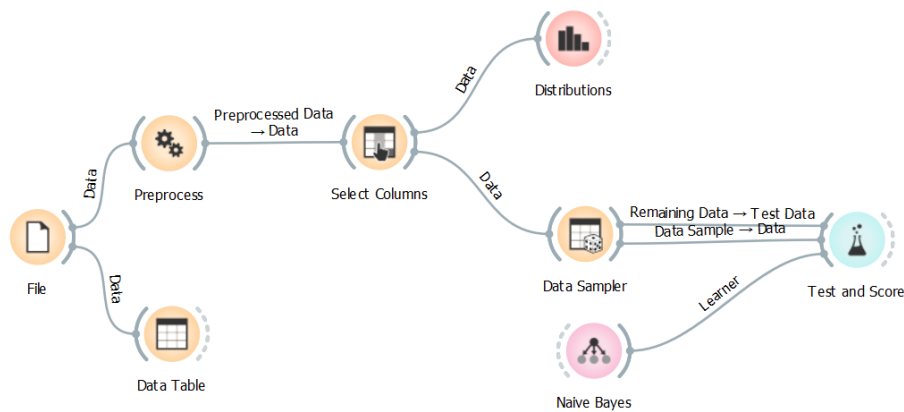 Distributions
Data
Preprocessed Data
→ Data
Preprocess
Select Columns
Data
Data
Remaining Data → Test Data
Data Sample → Data
File
Data
Data Sampler
Test and Score
Learner
Data Table
Naive Bayes